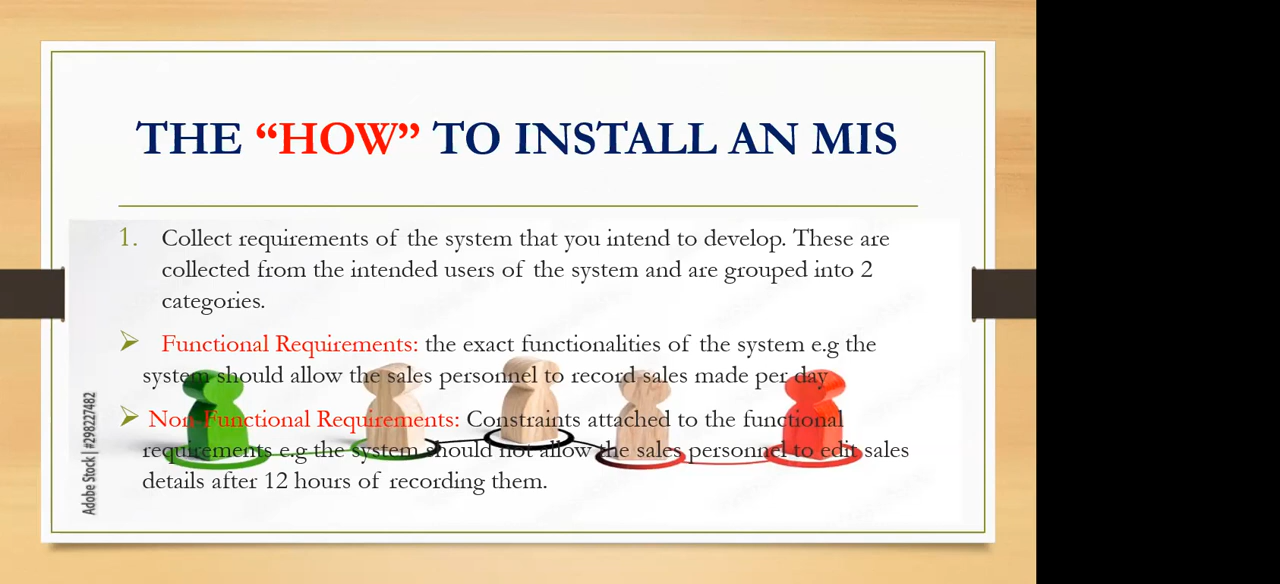 THE “HOW” TO INSTALL AN MIS
1. Collect requirements of the system that you intend to develop. These are
collected from the intended users of the system and are grouped into 2
categories.
➢ Functional Requirements: the exact functionalities of the system e.g the
system should allow the sales personnel to record sales made per day
➢ Non-Functional Requirements: Constraints attached to the functional
requirements e.g the system should not allow the sales personnel to edit sales
details after 12 hours of recording them.
Adobe Stock | #298227482